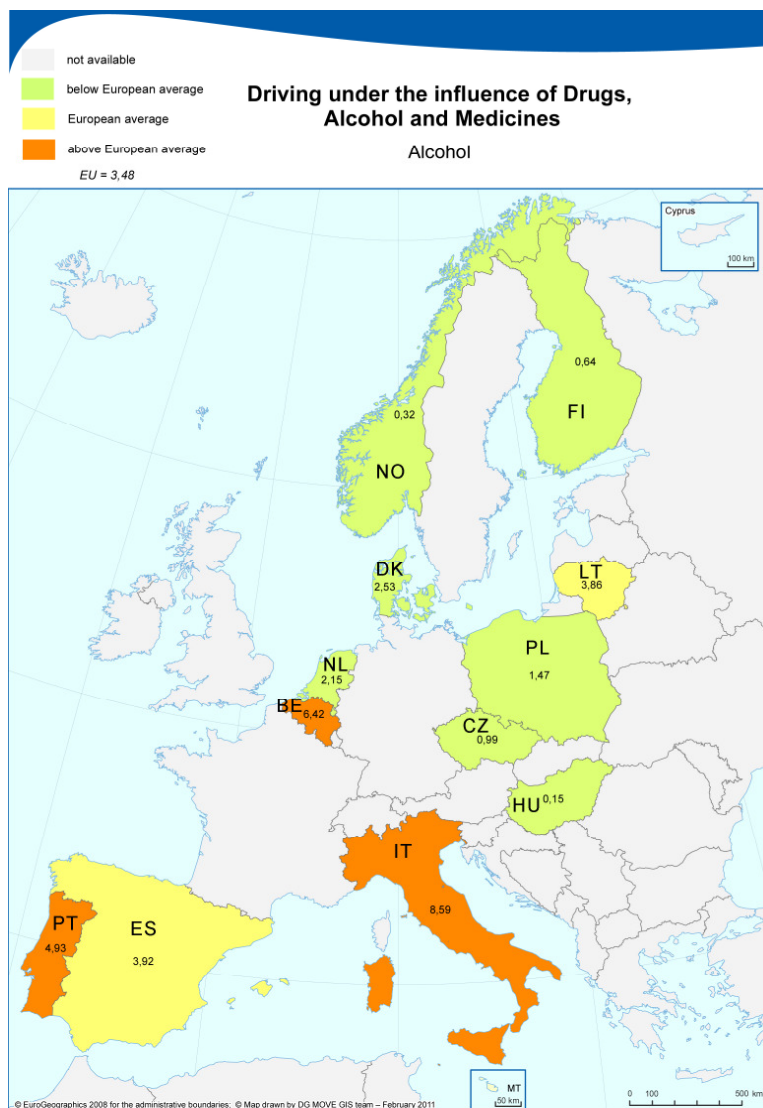 not available
below European average
European average
above European average
EU = 3,48
Driving under the influence of Drugs,
Alcohol and Medicines
Alcohol
Cyprus
100 km
0,64
FI
0,32
NO
DK
2,53
LT
3,86
PL
1,47
NL
2,15
BE
6,42
CZ
0,99
HU 0,15
IT
8,59
PT
4,93
ES
3,92
MT
50 km
0 100 500 km
© EuroGeographics 2008 for the administrative boundaries; © Map drawn by DG MOVE GIS team – February 2011